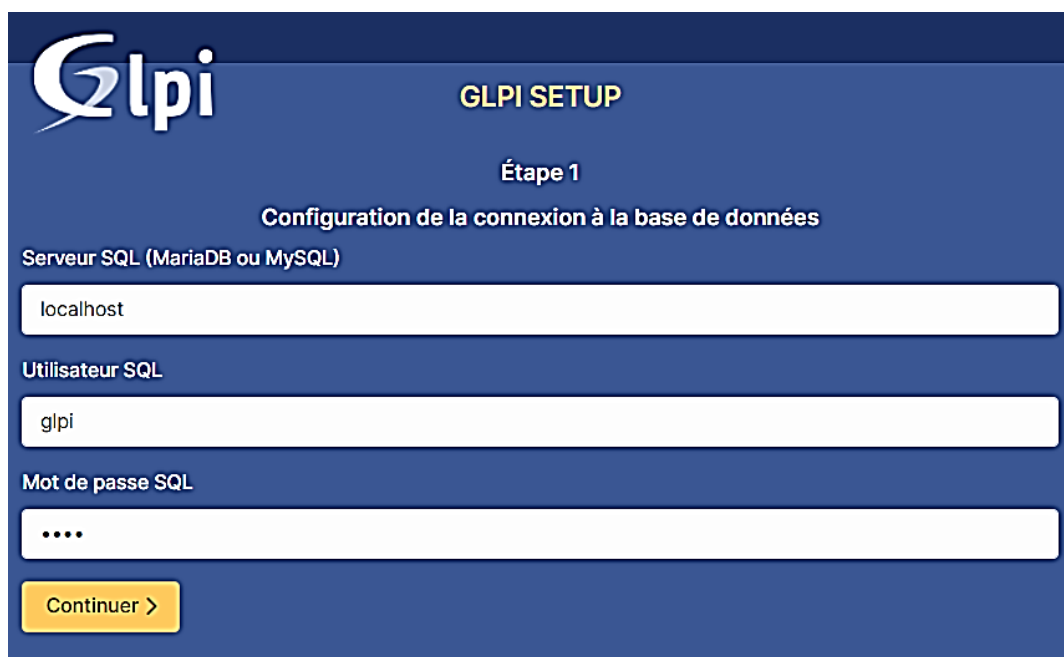 Glpi
GLPI SETUP
Étape 1
Configuration de la connexion à la base de données
Serveur SQL (MariaDB ou MySQL)
localhost
Utilisateur SQL
glpi
Mot de passe SQL
••••
Continuer >